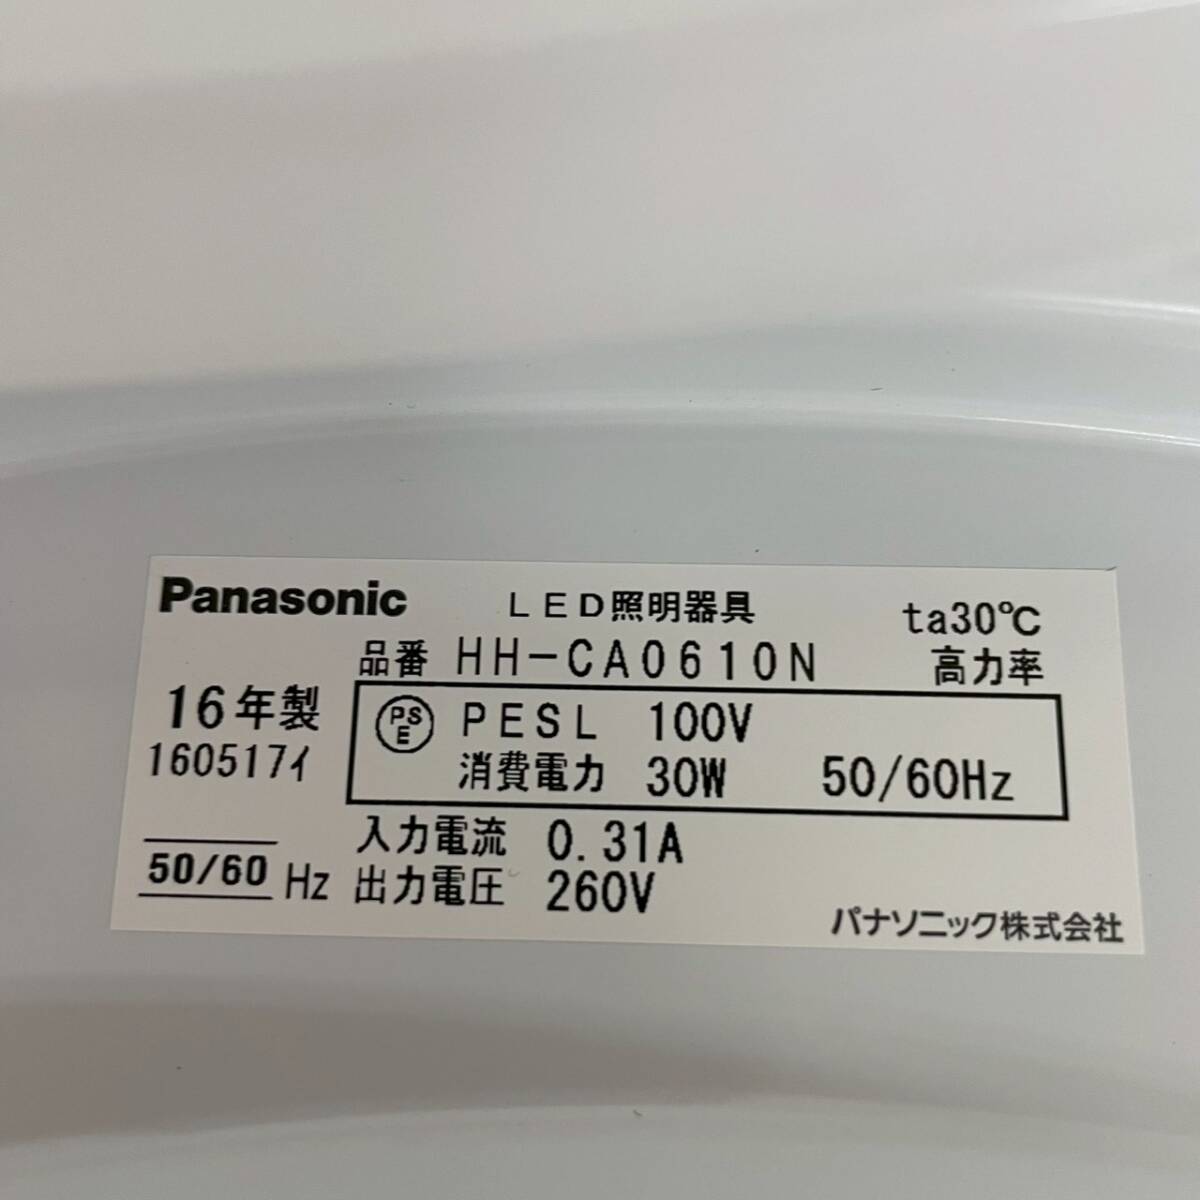 Panasonic LED照明器具 ta30℃
品番 HH-CA0610N 高力率
16年製 PSE PESL 100V
160517イ 消費電力 30W 50/60Hz
入力電流 0.31A
50/60 Hz 出力電圧 260V
パナソニック株式会社